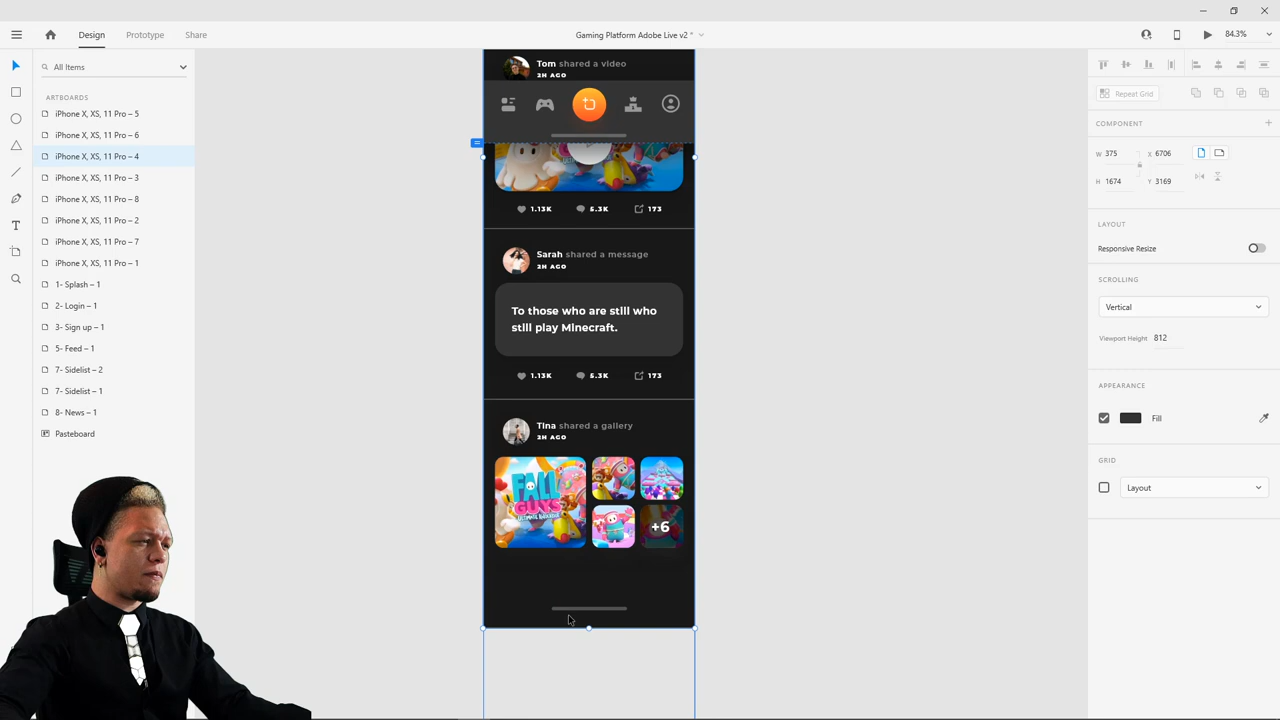 Design
Prototype
Share
Gaming Platform Adobe Live v2 *
84.3%
All Items
ARTBOARDS
iPhone X, XS, 11 Pro – 5
iPhone X, XS, 11 Pro – 6
iPhone X, XS, 11 Pro – 4
iPhone X, XS, 11 Pro – 3
iPhone X, XS, 11 Pro – 8
iPhone X, XS, 11 Pro – 2
iPhone X, XS, 11 Pro – 7
iPhone X, XS, 11 Pro – 1
1- Splash – 1
2- Login – 1
3- Sign up – 1
5- Feed – 1
7- Sidelist – 2
7- Sidelist – 1
8- News – 1
Pasteboard
Tom shared a video
2H AGO
1.13K
5.3K
173
Sarah shared a message
2H AGO
To those who are still who
still play Minecraft.
1.13K
5.3K
173
Tina shared a gallery
2H AGO
FALL
GUYS
ULTIMATE KNOCKOUT
+6
Repeat Grid
COMPONENT
W 375
X 6706
H 1674
Y 3169
LAYOUT
Responsive Resize
SCROLLING
Vertical
Viewport Height 812
APPEARANCE
Fill
GRID
Layout